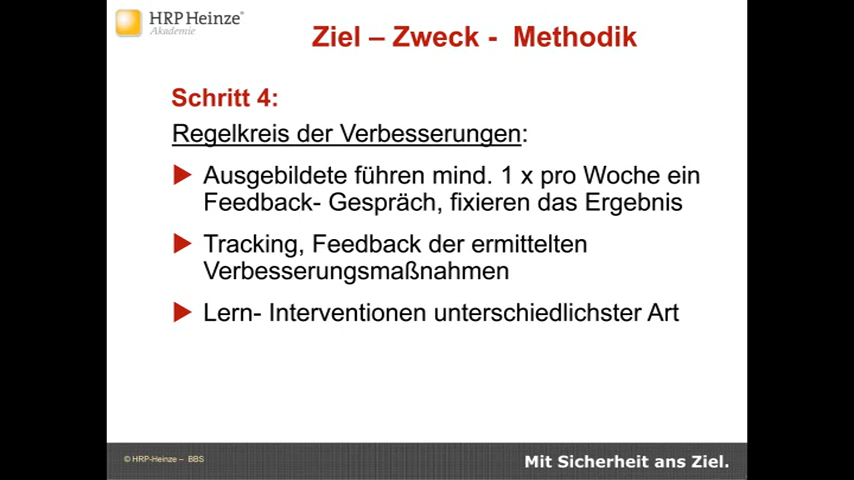 HRP Heinze®
Akademie
Ziel – Zweck - Methodik
Schritt 4:
Regelkreis der Verbesserungen:
Ausgebildete führen mind. 1 x pro Woche ein
Feedback- Gespräch, fixieren das Ergebnis
Tracking, Feedback der ermittelten
Verbesserungsmaßnahmen
Lern- Interventionen unterschiedlichster Art
© HRP-Heinze – BBS
Mit Sicherheit ans Ziel.